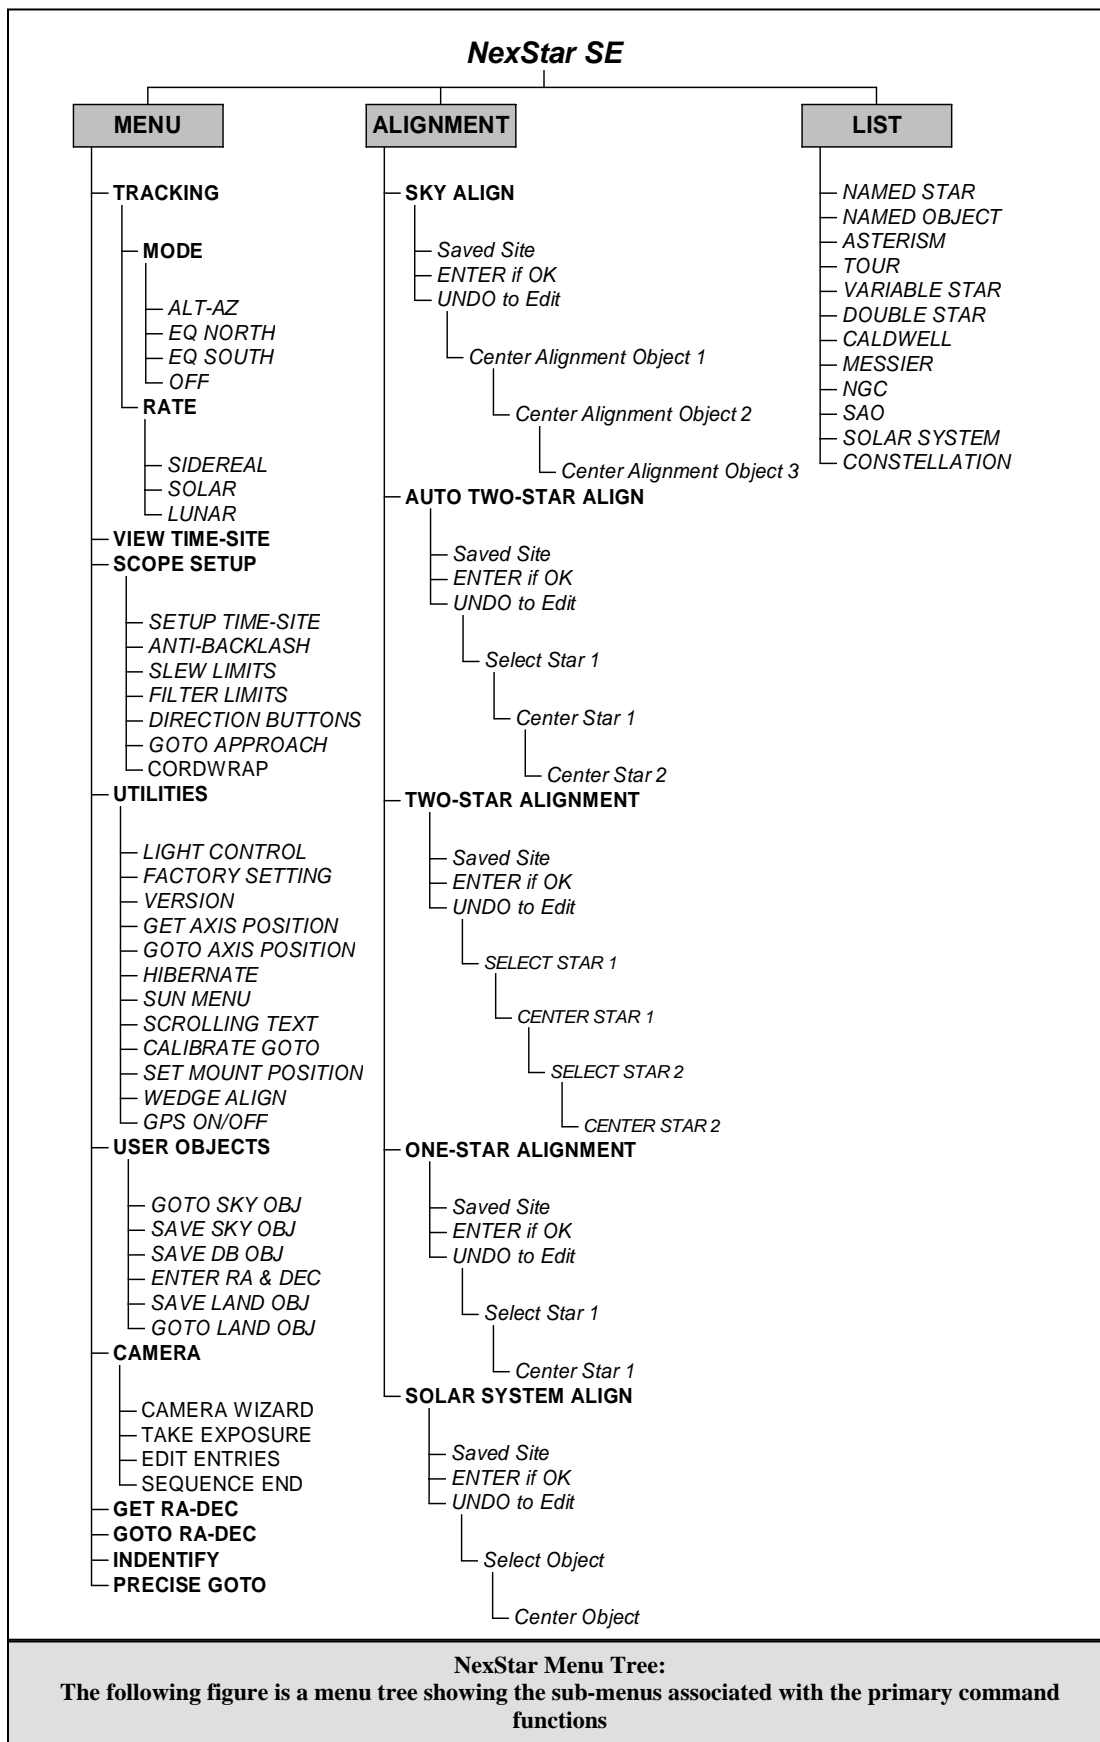 NexStar SE
MENU
TRACKING
MODE
ALT-AZ
EQ NORTH
EQ SOUTH
OFF
RATE
SIDEREAL
SOLAR
LUNAR
VIEW TIME-SITE
SCOPE SETUP
SETUP TIME-SITE
ANTI-BACKLASH
SLEW LIMITS
FILTER LIMITS
DIRECTION BUTTONS
GOTO APPROACH
CORDWRAP
UTILITIES
LIGHT CONTROL
FACTORY SETTING
VERSION
GET AXIS POSITION
GOTO AXIS POSITION
HIBERNATE
SUN MENU
SCROLLING TEXT
CALIBRATE GOTO
SET MOUNT POSITION
WEDGE ALIGN
GPS ON/OFF
USER OBJECTS
GOTO SKY OBJ
SAVE SKY OBJ
SAVE DB OBJ
ENTER RA & DEC
SAVE LAND OBJ
GOTO LAND OBJ
CAMERA
CAMERA WIZARD
TAKE EXPOSURE
EDIT ENTRIES
SEQUENCE END
GET RA-DEC
GOTO RA-DEC
INDENTIFY
PRECISE GOTO
ALIGNMENT
SKY ALIGN
Saved Site
ENTER if OK
UNDO to Edit
Center Alignment Object 1
Center Alignment Object 2
Center Alignment Object 3
AUTO TWO-STAR ALIGN
Saved Site
ENTER if OK
UNDO to Edit
Select Star 1
Center Star 1
Center Star 2
TWO-STAR ALIGNMENT
Saved Site
ENTER if OK
UNDO to Edit
SELECT STAR 1
CENTER STAR 1
SELECT STAR 2
CENTER STAR 2
ONE-STAR ALIGNMENT
Saved Site
ENTER if OK
UNDO to Edit
Select Star 1
Center Star 1
SOLAR SYSTEM ALIGN
Saved Site
ENTER if OK
UNDO to Edit
Select Object
Center Object
LIST
NAMED STAR
NAMED OBJECT
ASTERISM
TOUR
VARIABLE STAR
DOUBLE STAR
CALDWELL
MESSIER
NGC
SAO
SOLAR SYSTEM
CONSTELLATION
NexStar Menu Tree:
The following figure is a menu tree showing the sub-menus associated with the primary command
functions